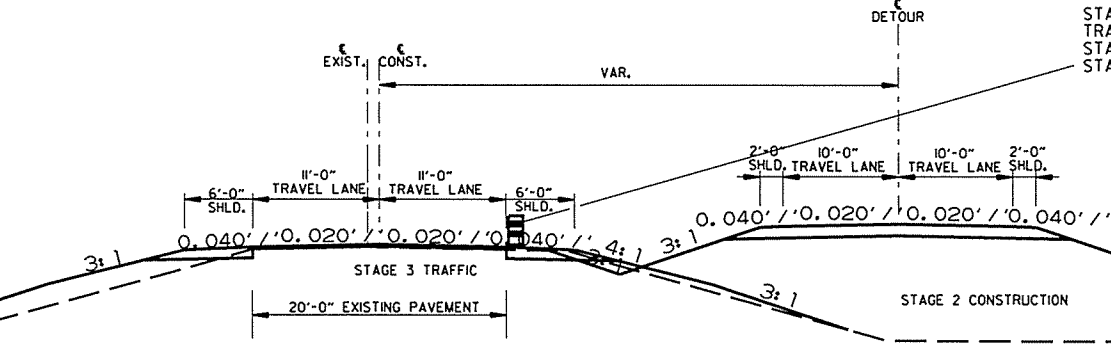 ℄
DETOUR
STA
TRA
STA
STA
℄ ℄
EXIST. CONST.
VAR.
2'-0" 10'-0" 10'-0" 2'-0"
SHLD. TRAVEL LANE TRAVEL LANE SHLD.
11'-0" 11'-0"
6'-0" TRAVEL LANE TRAVEL LANE 6'-0"
SHLD. SHLD.
0.040'/' 0.020'/' 0.020'/' 0.040'/'
0.040'/' 0.020'/' 0.020'/' 0.040'/'
3:1 4:1 3:1
3:1
STAGE 3 TRAFFIC
3:1
STAGE 2 CONSTRUCTION
20'-0" EXISTING PAVEMENT